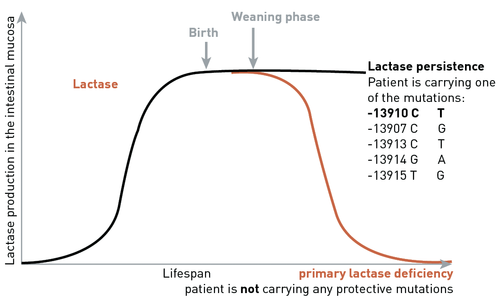 Weaning phase
Birth
Lactase production in the intestinal mucosa
Lactase
Lactase persistence
Patient is carrying one
of the mutations:
-13910 C T
-13907 C G
-13913 C T
-13914 G A
-13915 T G
Lifespan
primary lactase deficiency
patient is not carrying any protective mutations